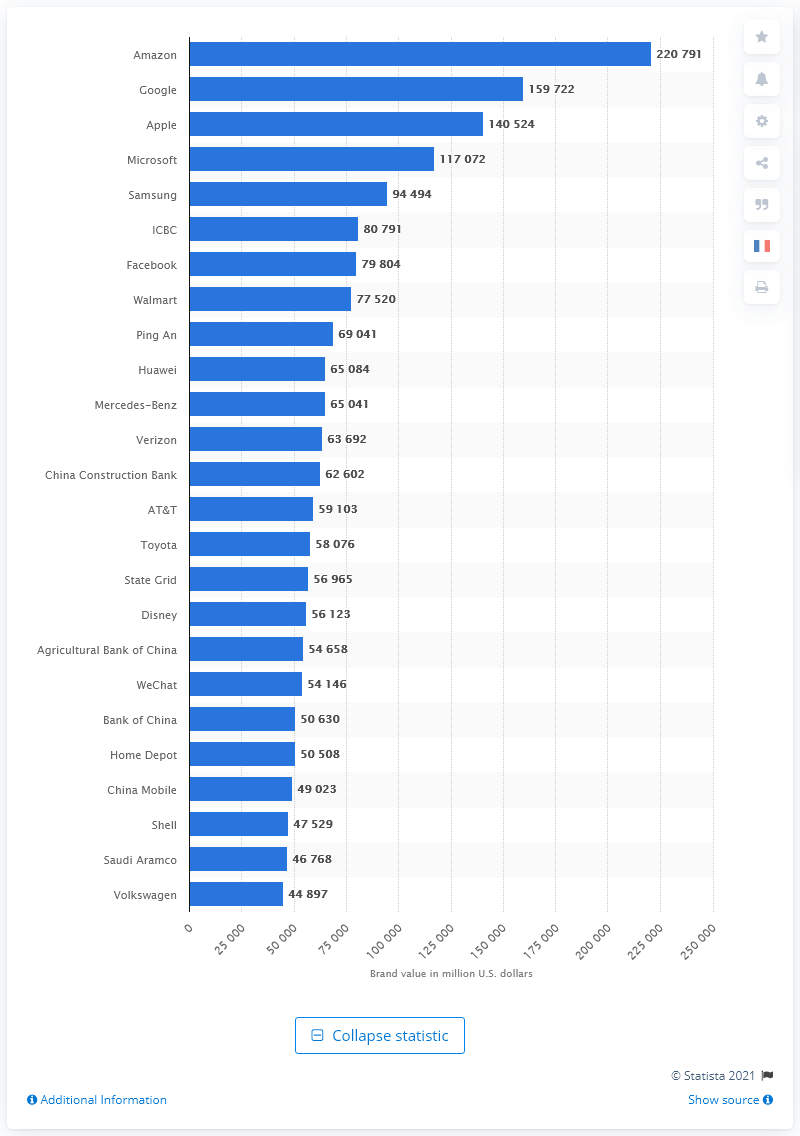 Amazon 220 791
Google 159 722
Apple 140 524
Microsoft 117 072
Samsung 94 494
ICBC 80 791
Facebook 79 804
Walmart 77 520
Ping An 69 041
Huawei 65 084
Mercedes-Benz 65 041
Verizon 63 692
China Construction Bank 62 602
AT&T 59 103
Toyota 58 076
State Grid 56 965
Disney 56 123
Agricultural Bank of China 54 658
WeChat 54 146
Bank of China 50 630
Home Depot 50 508
China Mobile 49 023
Shell 47 529
Saudi Aramco 46 768
Volkswagen 44 897
0 25 000 50 000 75 000 100 000 125 000 150 000 175 000 200 000 225 000 250 000
Brand value in million U.S. dollars
Collapse statistic
© Statista 2021
Additional Information Show source